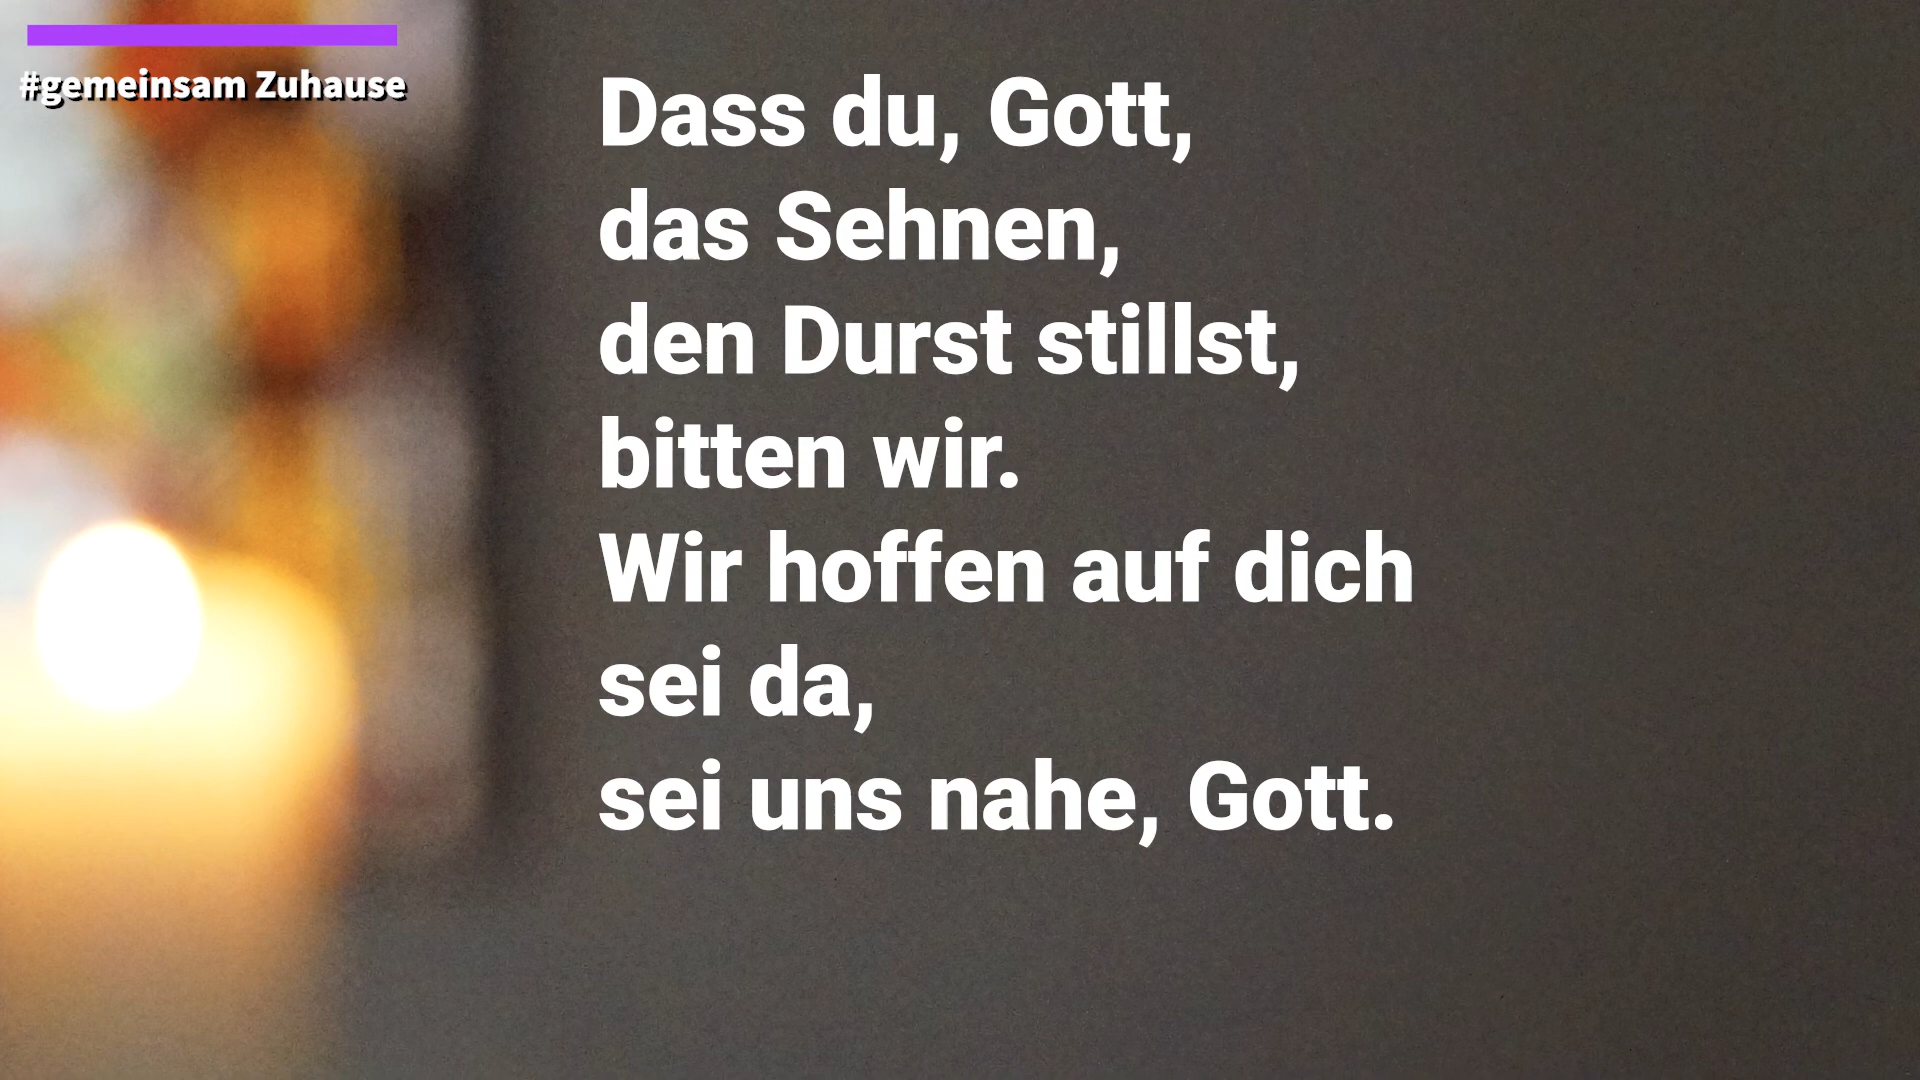 #gemeinsam Zuhause
Dass du, Gott,
das Sehnen,
den Durst stillst,
bitten wir.
Wir hoffen auf dich
sei da,
sei uns nahe, Gott.